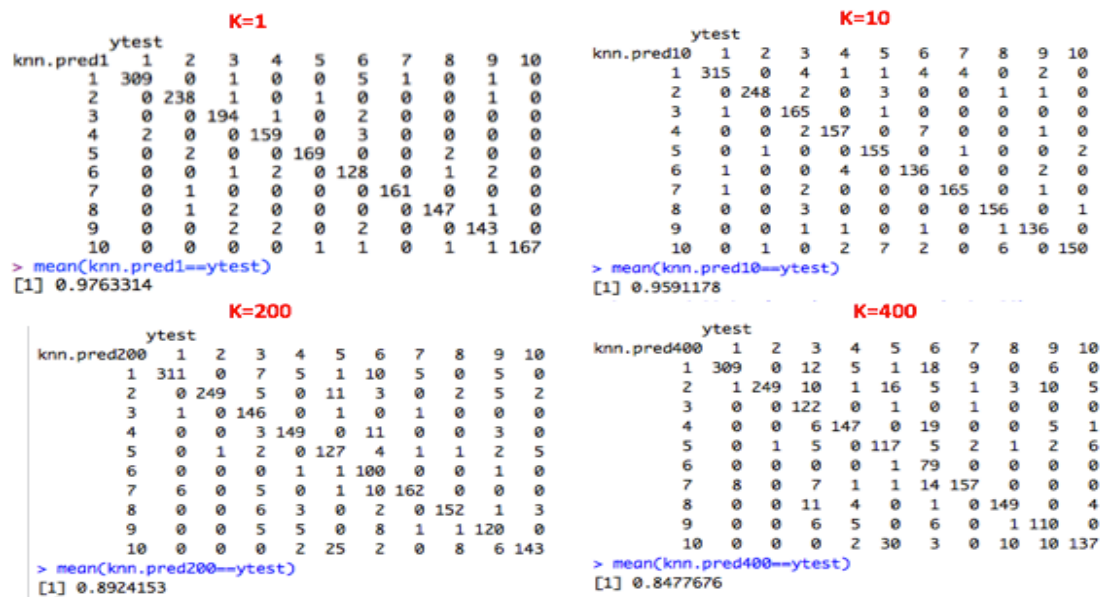 K=1
ytest
knn.pred1 1 2 3 4 5 6 7 8 9 10
1 309 0 1 0 0 5 1 0 1 0
2 0 238 1 0 1 0 0 0 1 0
3 0 0 194 1 0 2 0 0 0 0
4 2 0 0 159 0 3 0 0 0 0
5 0 2 0 0 169 0 0 2 0 0
6 0 0 1 2 0 128 0 1 2 0
7 0 1 0 0 0 0 161 0 0 0
8 0 1 2 0 0 0 0 147 1 0
9 0 0 2 2 0 2 0 0 143 0
10 0 0 0 0 1 1 0 1 1 167
> mean(knn.pred1==ytest)
[1] 0.9763314
K=10
ytest
knn.pred10 1 2 3 4 5 6 7 8 9 10
1 315 0 4 1 1 4 4 0 2 0
2 0 248 2 0 3 0 0 1 1 0
3 1 0 165 0 1 0 0 0 0 0
4 0 0 2 157 0 7 0 0 1 0
5 0 1 0 0 155 0 1 0 0 2
6 1 0 0 4 0 136 0 0 2 0
7 1 0 2 0 0 0 165 0 1 0
8 0 0 3 0 0 0 0 156 0 1
9 0 0 1 1 0 1 0 1 136 0
10 0 1 0 2 7 2 0 6 0 150
> mean(knn.pred10==ytest)
[1] 0.9591178
K=200
ytest
knn.pred200 1 2 3 4 5 6 7 8 9 10
1 311 0 7 5 1 10 5 0 5 0
2 0 249 5 0 11 3 0 2 5 2
3 1 0 146 0 1 0 1 0 0 0
4 0 0 3 149 0 11 0 0 3 0
5 0 1 2 0 127 4 1 1 2 5
6 0 0 0 1 1 100 0 0 1 0
7 6 0 5 0 1 10 162 0 0 0
8 0 0 6 3 0 2 0 152 1 3
9 0 0 5 5 0 8 1 1 120 0
10 0 0 0 2 25 2 0 8 6 143
> mean(knn.pred200==ytest)
[1] 0.8924153
K=400
ytest
knn.pred400 1 2 3 4 5 6 7 8 9 10
1 309 0 12 5 1 18 9 0 6 0
2 1 249 10 1 16 5 1 3 10 5
3 0 0 122 0 1 0 1 0 0 0
4 0 0 6 147 0 19 0 0 5 1
5 0 1 5 0 117 5 2 1 2 6
6 0 0 0 0 1 79 0 0 0 0
7 8 0 7 1 1 14 157 0 0 0
8 0 0 11 4 0 1 0 149 0 4
9 0 0 6 5 0 6 0 1 110 0
10 0 0 0 2 30 3 0 10 10 137
> mean(knn.pred400==ytest)
[1] 0.8477676